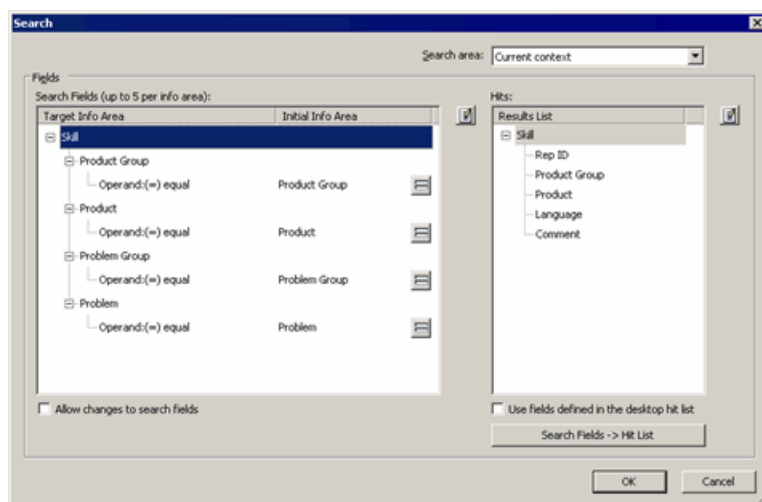 Search
Search area: Current context
Fields
Search Fields (up to 5 per info area):
Target Info Area Initial Info Area
Skill
Product Group
Operand:(=) equal Product Group
Product
Operand:(=) equal Product
Problem Group
Operand:(=) equal Problem Group
Problem
Operand:(=) equal Problem
Allow changes to search fields
Hits:
Results List
Skill
Rep ID
Product Group
Product
Language
Comment
Use fields defined in the desktop hit list
Search Fields -> Hit List
OK Cancel